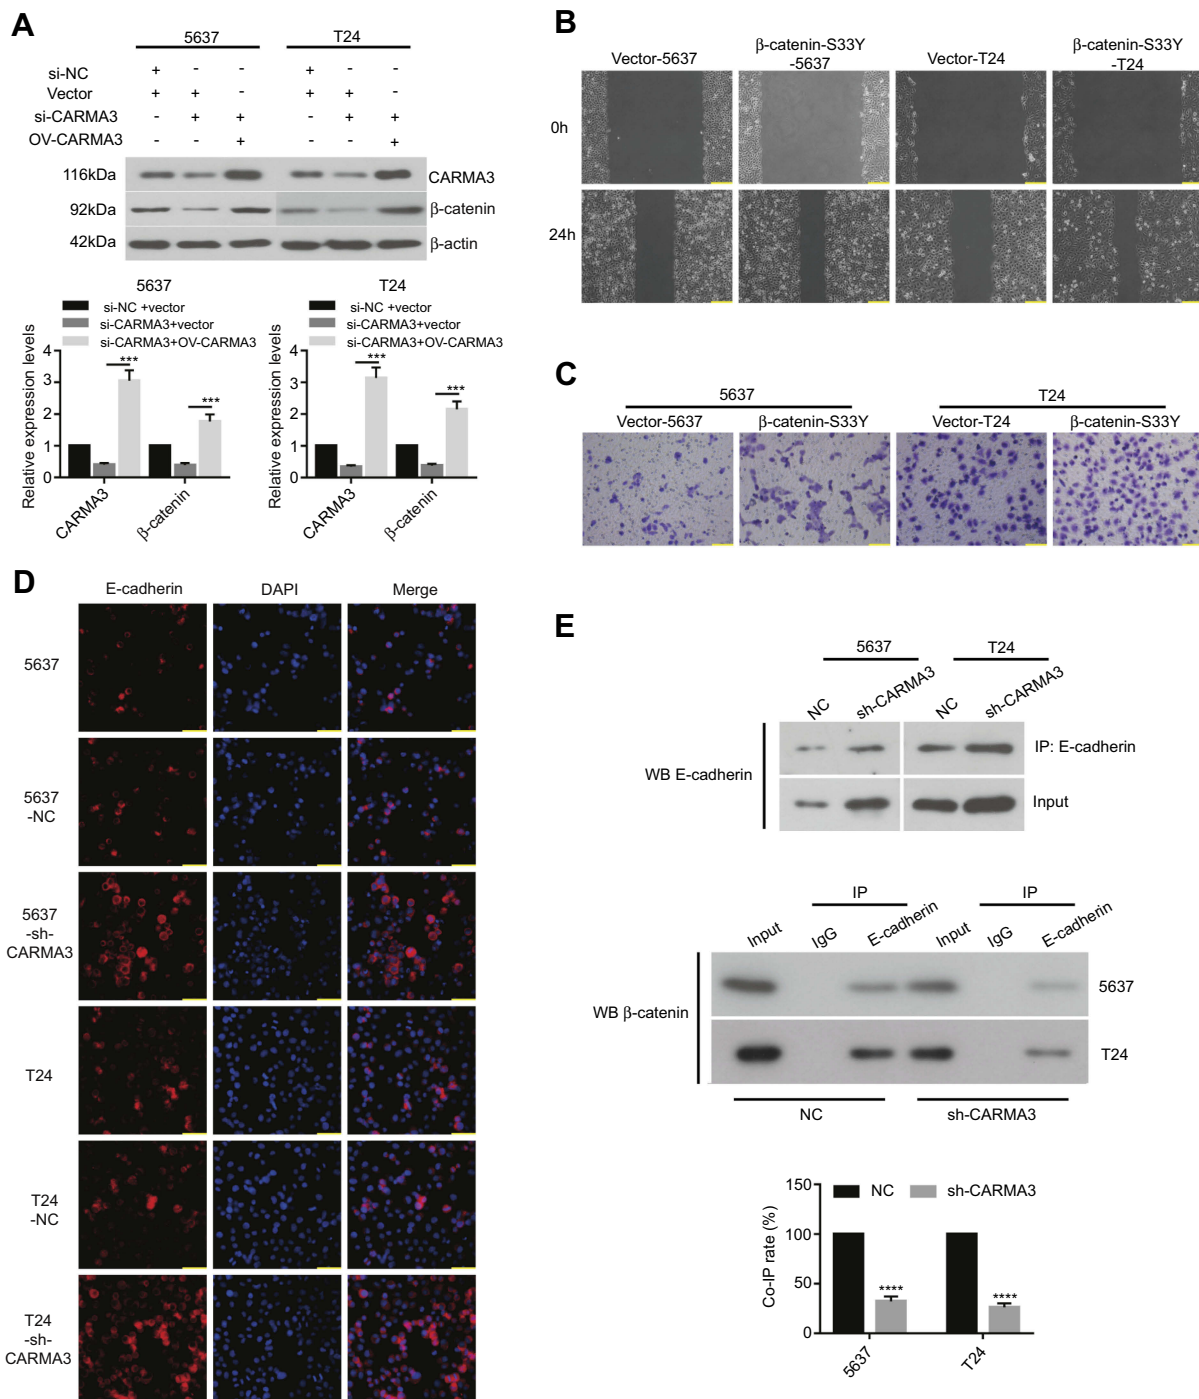 A
5637 T24
si-NC + - - + - -
Vector + + - + + -
si-CARMA3 - + + - + +
OV-CARMA3 - - + - - +
116kDa CARMA3
92kDa β-catenin
42kDa β-actin
5637
si-NC +vector
si-CARMA3+vector
si-CARMA3+OV-CARMA3
Relative expression levels
4
3
2
1
0
*** ***
CARMA3 β-catenin
T24
si-NC +vector
si-CARMA3+vector
si-CARMA3+OV-CARMA3
Relative expression levels
4
3
2
1
0
*** ***
CARMA3 β-catenin
B
Vector-5637 β-catenin-S33Y -5637 Vector-T24 β-catenin-S33Y -T24
0h
24h
C
5637 T24
Vector-5637 β-catenin-S33Y Vector-T24 β-catenin-S33Y
D
E-cadherin DAPI Merge
5637
5637
-NC
5637
-sh-
CARMA3
T24
T24
-NC
T24
-sh-
CARMA3
E
5637 T24
NC sh-CARMA3 NC sh-CARMA3
WB E-cadherin
IP: E-cadherin
Input
IP IP
Input IgG E-cadherin Input IgG E-cadherin
WB β-catenin
5637
T24
NC sh-CARMA3
NC sh-CARMA3
Co-IP rate (%)
150
100
50
0
**** ****
5637 T24